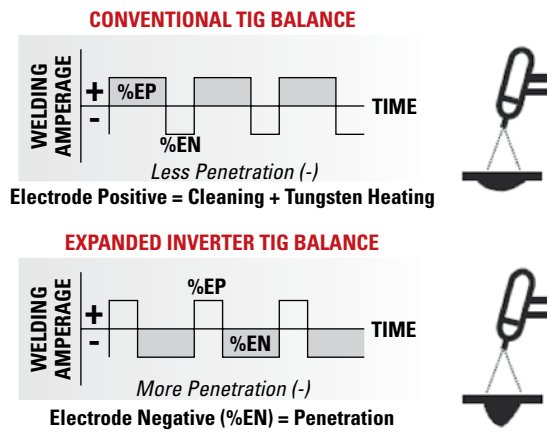 CONVENTIONAL TIG BALANCE
WELDING
AMPERAGE
+
-
%EP
%EN
TIME
Less Penetration (-)
Electrode Positive = Cleaning + Tungsten Heating
EXPANDED INVERTER TIG BALANCE
WELDING
AMPERAGE
+
-
%EP
%EN
TIME
More Penetration (-)
Electrode Negative (%EN) = Penetration